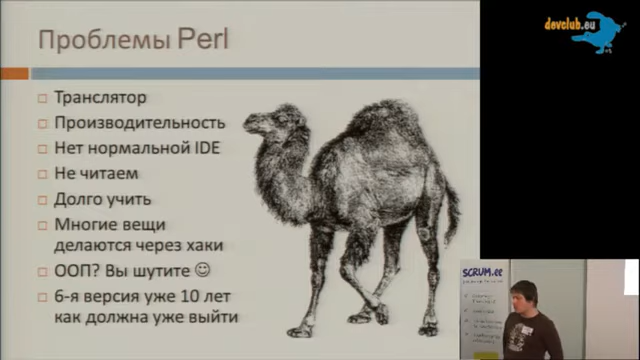 Проблемы Perl
devclub.eu
Транслятор
Производительность
Нет нормальной IDE
Не читаем
Долго учить
Многие вещи
делаются через хаки
ООП? Вы шутите ☺
6-я версия уже 10 лет
как должна уже выйти
SCRUM.ee